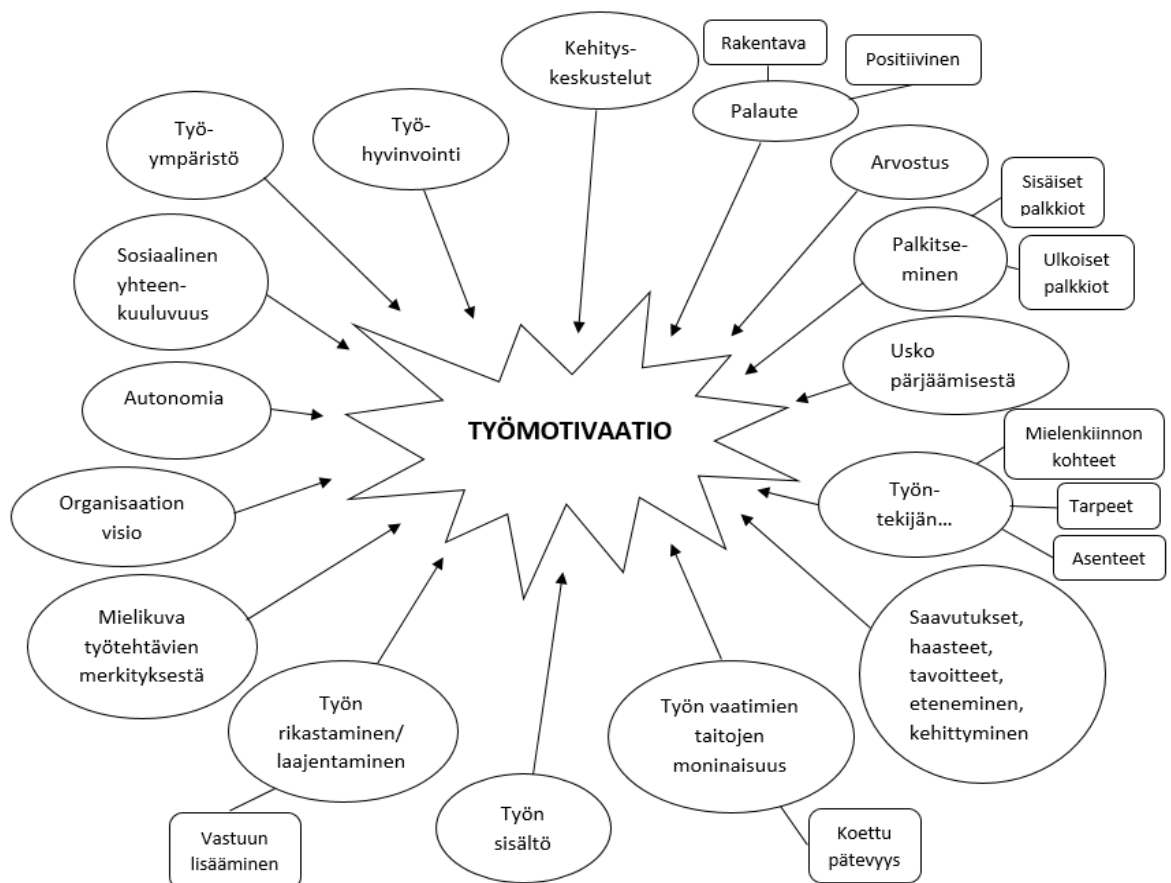 Kehitys-
keskustelut
Rakentava
Positiivinen
Palaute
Työ-
ympäristö
Työ-
hyvinvointi
Arvostus
Sisäiset
palkkiot
Palkitse-
minen
Ulkoiset
palkkiot
Sosiaalinen
yhteen-
kuuluvuus
Usko
pärjäämisestä
Autonomia
TYÖMOTIVAATIO
Mielenkiinnon
kohteet
Työn-
tekijän...
Tarpeet
Asenteet
Organisaation
visio
Mielikuva
työtehtävien
merkityksestä
Saavutukset,
haasteet,
tavoitteet,
eteneminen,
kehittyminen
Työn
rikastaminen/
laajentaminen
Työn vaatimien
taitojen
moninaisuus
Vastuun
lisääminen
Työn
sisältö
Koettu
pätevyys